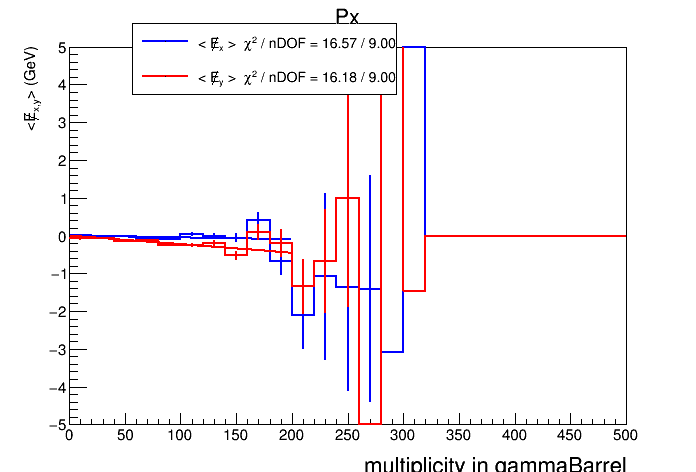 Px
< E̸x > χ² / nDOF = 16.57 / 9.00
< E̸y > χ² / nDOF = 16.18 / 9.00
<E̸x,y> (GeV)
5
4
3
2
1
0
−1
−2
−3
−4
−5
0 50 100 150 200 250 300 350 400 450 500
multiplicity in gammaBarrel